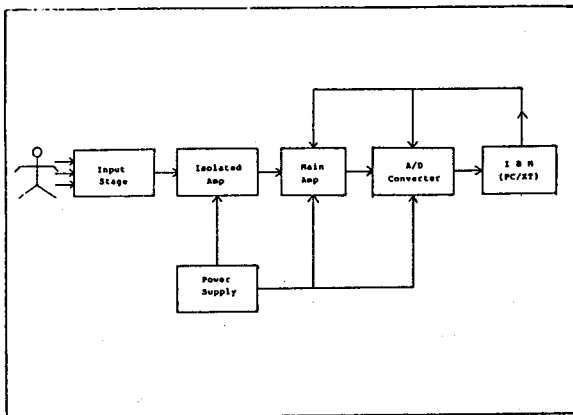 Input
Stage
Isolated
Amp
Main
Amp
A/D
Converter
I B M
(PC/XT)
Power
Supply